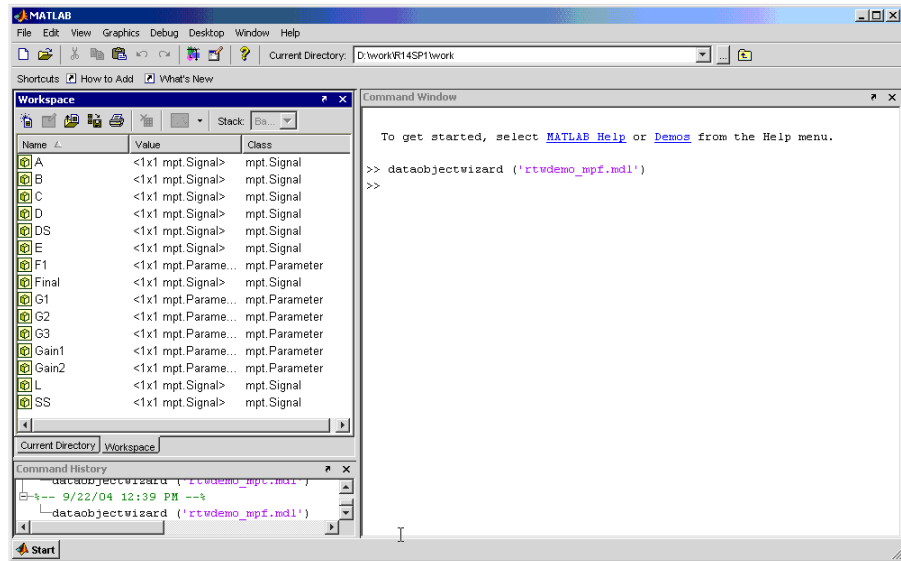 MATLAB
File Edit View Graphics Debug Desktop Window Help
Current Directory: D:\work\R14SP1\work
Shortcuts How to Add What's New
Workspace
Stack: Ba...
Name Value Class
A <1x1 mpt.Signal> mpt.Signal
B <1x1 mpt.Signal> mpt.Signal
C <1x1 mpt.Signal> mpt.Signal
D <1x1 mpt.Signal> mpt.Signal
DS <1x1 mpt.Signal> mpt.Signal
E <1x1 mpt.Signal> mpt.Signal
F1 <1x1 mpt.Parame... mpt.Parameter
Final <1x1 mpt.Signal> mpt.Signal
G1 <1x1 mpt.Parame... mpt.Parameter
G2 <1x1 mpt.Parame... mpt.Parameter
G3 <1x1 mpt.Parame... mpt.Parameter
Gain1 <1x1 mpt.Parame... mpt.Parameter
Gain2 <1x1 mpt.Parame... mpt.Parameter
L <1x1 mpt.Signal> mpt.Signal
SS <1x1 mpt.Signal> mpt.Signal
Current Directory Workspace
Command History
dataobjectwizard ('rtwdemo_mpt.mdl')
%-- 9/22/04 12:39 PM --%
dataobjectwizard ('rtwdemo_mpf.mdl')
Command Window
To get started, select MATLAB Help or Demos from the Help menu.
>> dataobjectwizard ('rtwdemo_mpf.mdl')
>>
Start